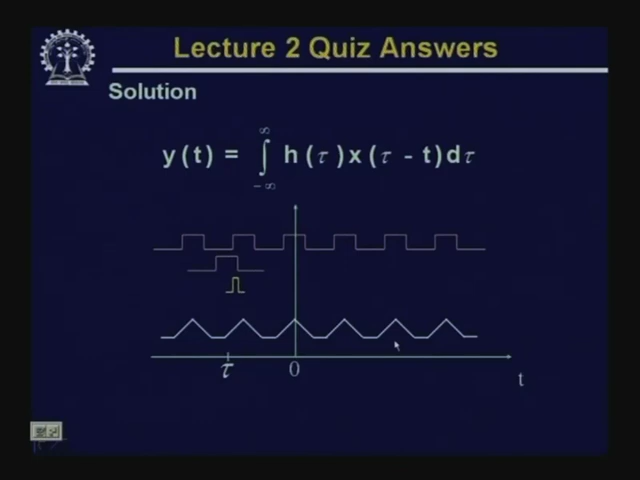 Lecture 2 Quiz Answers
Solution
y(t) = ∫_{-∞}^{∞} h(τ)x(τ - t)dτ
τ 0 t